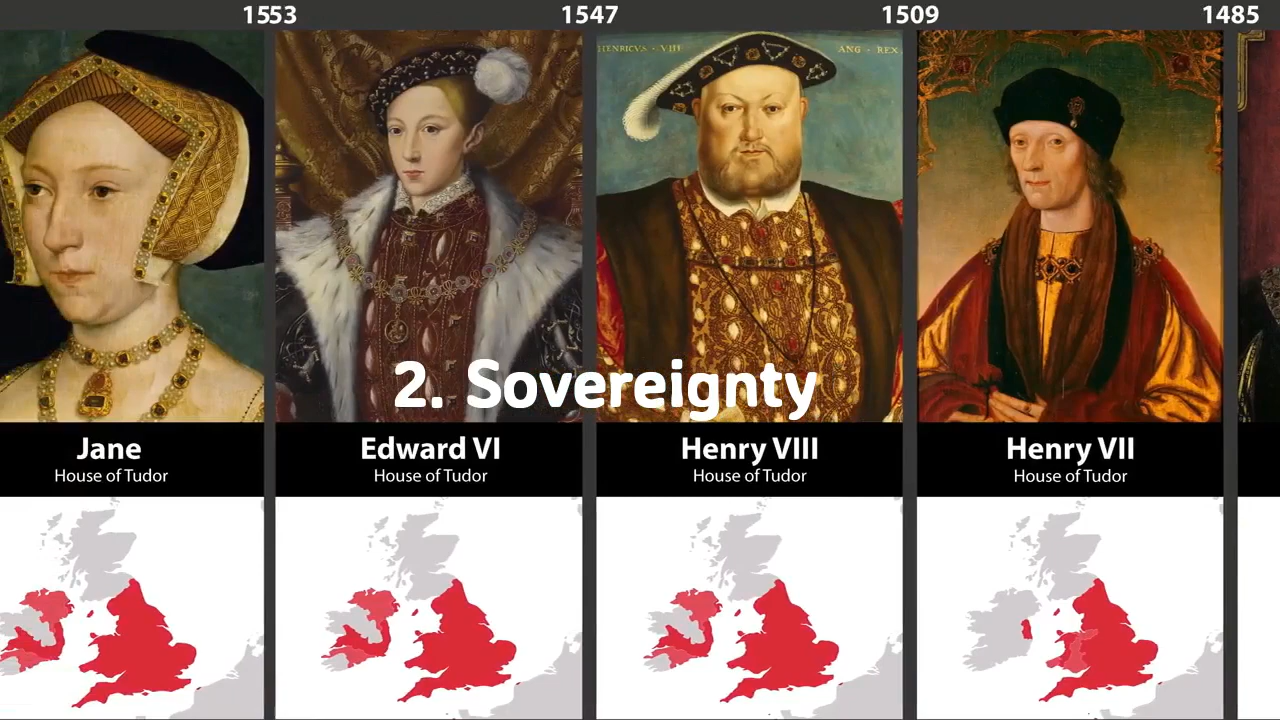 1553
1547
1509
1485
HENRICVS · VIII
ANG · REX
2. Sovereignty
Jane
House of Tudor
Edward VI
House of Tudor
Henry VIII
House of Tudor
Henry VII
House of Tudor